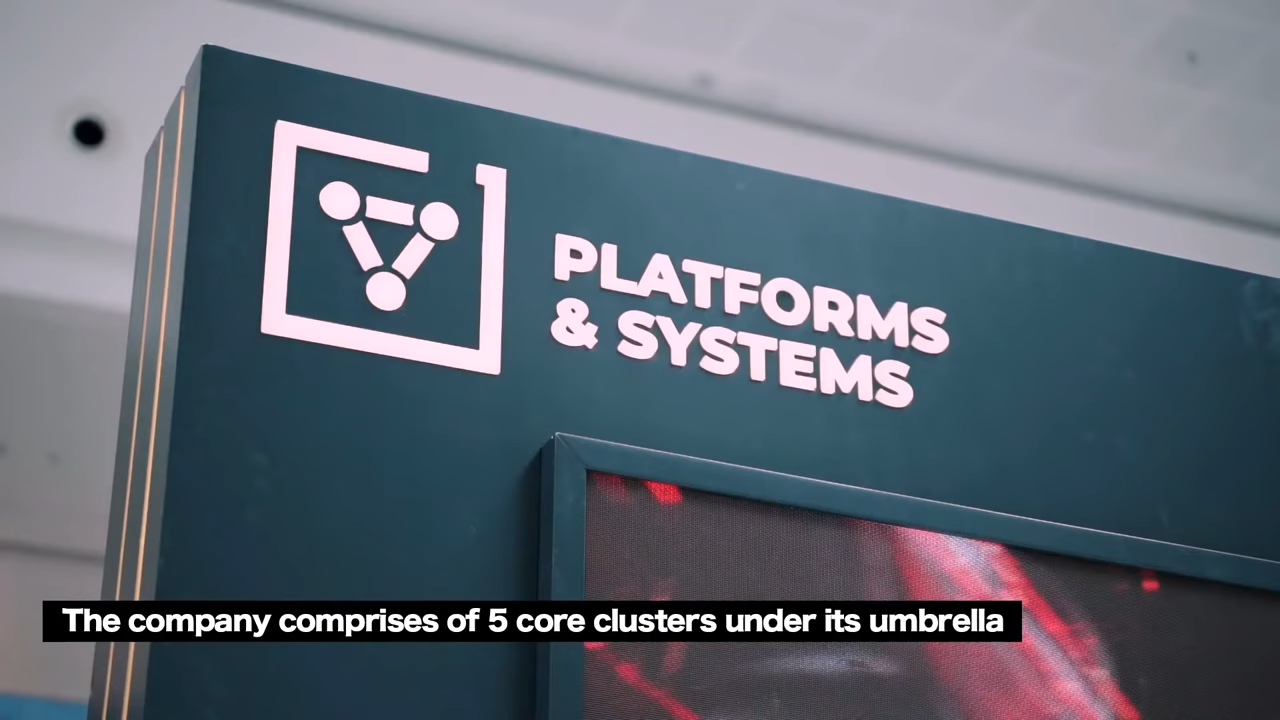 PLATFORMS
& SYSTEMS
The company comprises of 5 core clusters under its umbrella